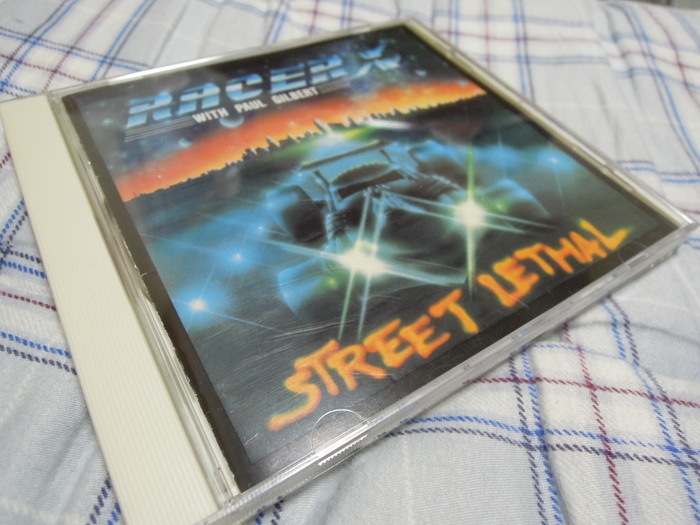 RACER X
WITH PAUL GILBERT
STREET LETHAL